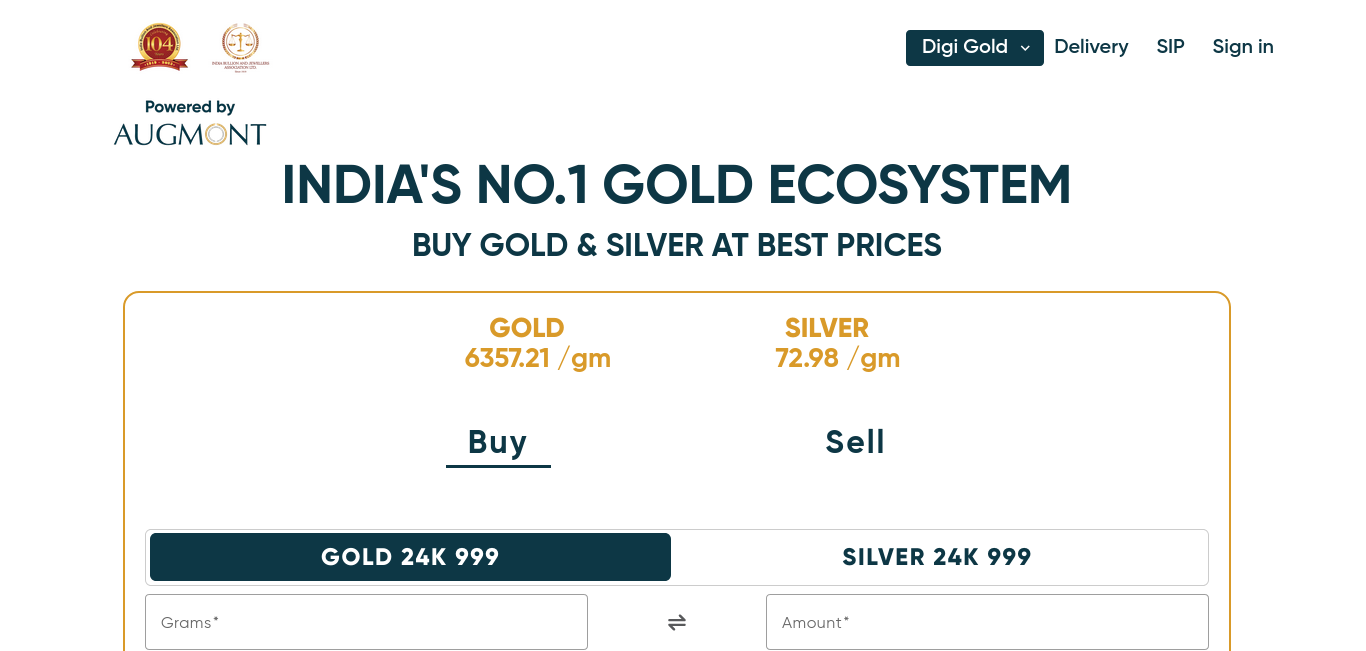 104
INDIA BULLION AND JEWELLERS
ASSOCIATION LTD.
Digi Gold
Delivery
SIP
Sign in
Powered by
AUGMONT
INDIA'S NO.1 GOLD ECOSYSTEM
BUY GOLD & SILVER AT BEST PRICES
GOLD
6357.21 /gm
SILVER
72.98 /gm
Buy
Sell
GOLD 24K 999
SILVER 24K 999
Grams*
Amount*